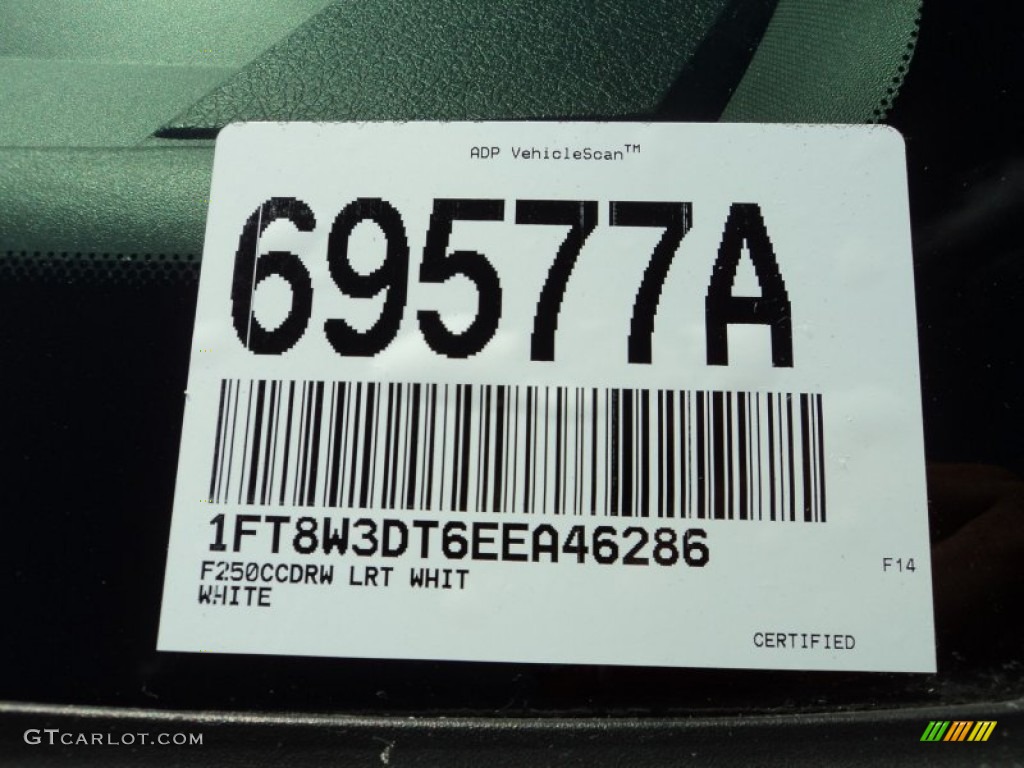 ADP VehicleScan™
69577A
1FT8W3DT6EEA46286
F250CCDRW LRT WHIT
WHITE
F14
CERTIFIED
GTCARLOT.COM